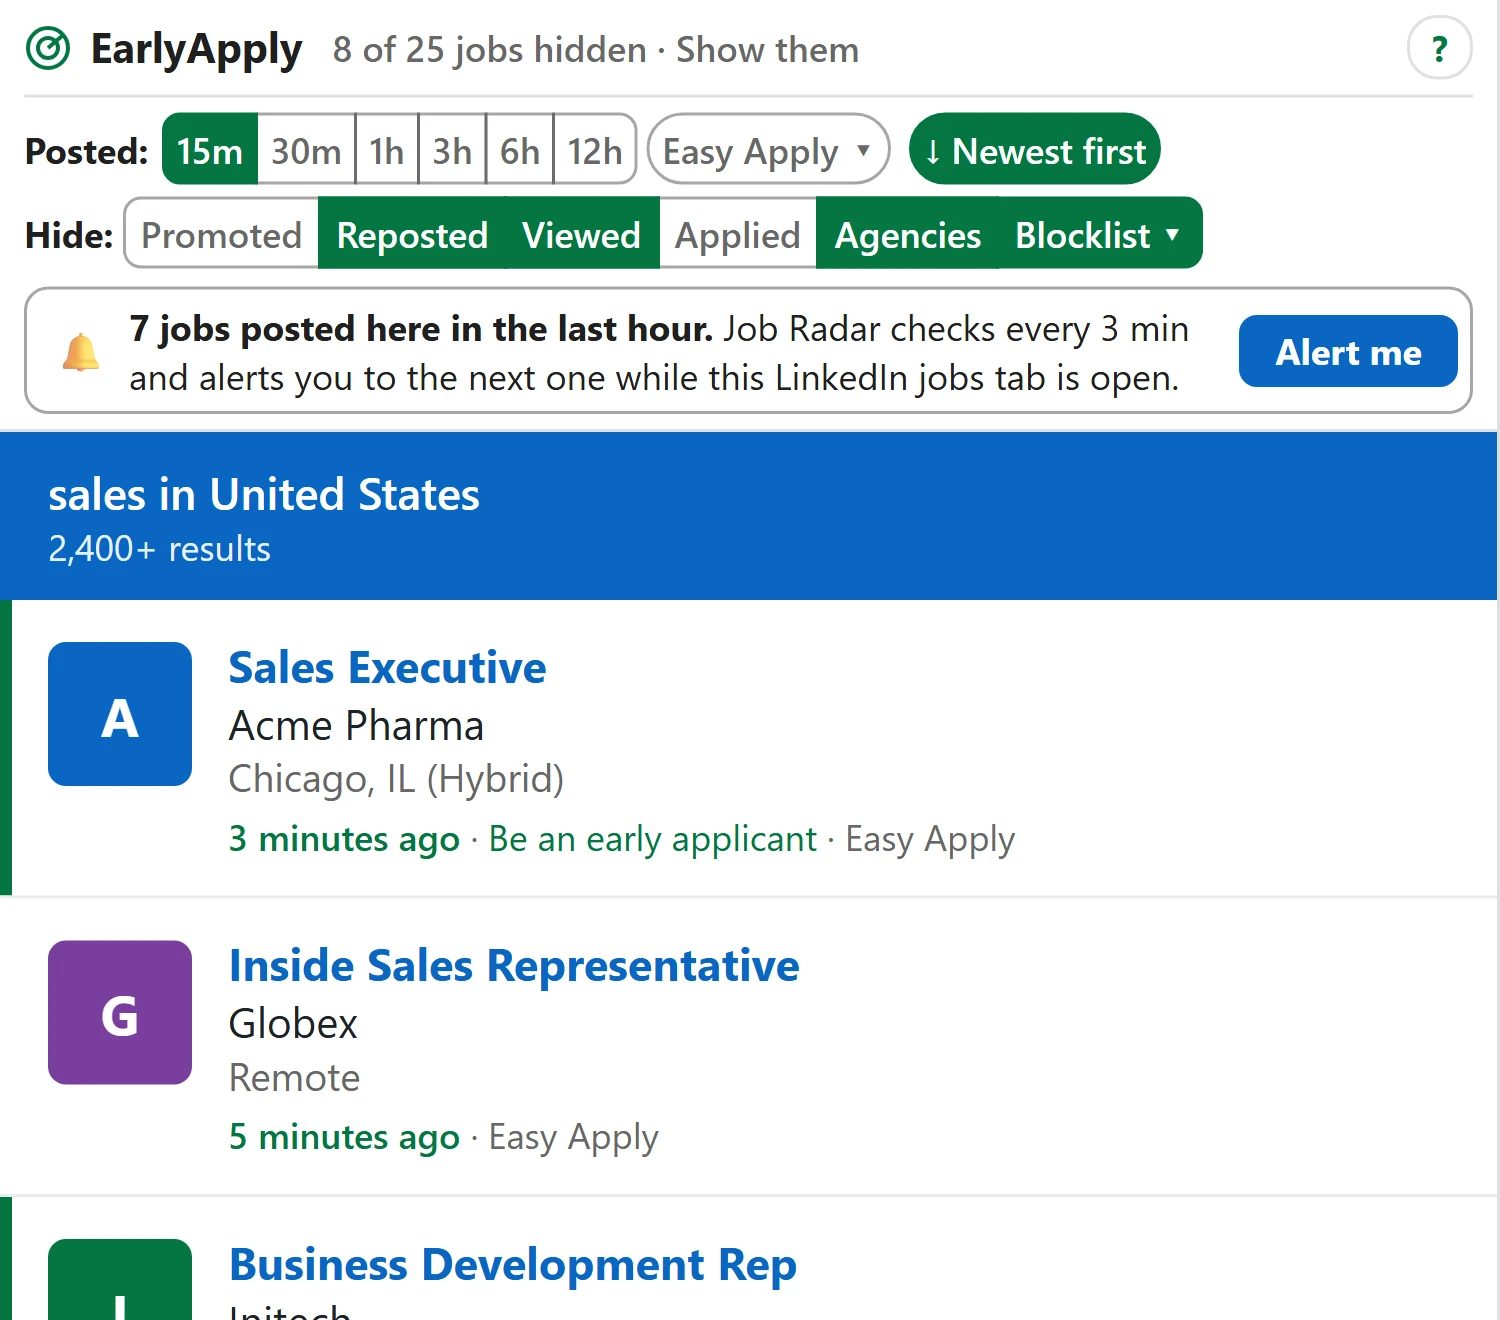 EarlyApply 8 of 25 jobs hidden · Show them ?
Posted: 15m 30m 1h 3h 6h 12h Easy Apply ▼ ↓ Newest first
Hide: Promoted Reposted Viewed Applied Agencies Blocklist ▼
7 jobs posted here in the last hour. Job Radar checks every 3 min
and alerts you to the next one while this LinkedIn jobs tab is open.
Alert me
sales in United States
2,400+ results
A
Sales Executive
Acme Pharma
Chicago, IL (Hybrid)
3 minutes ago · Be an early applicant · Easy Apply
G
Inside Sales Representative
Globex
Remote
5 minutes ago · Easy Apply
I
Business Development Rep
Initech